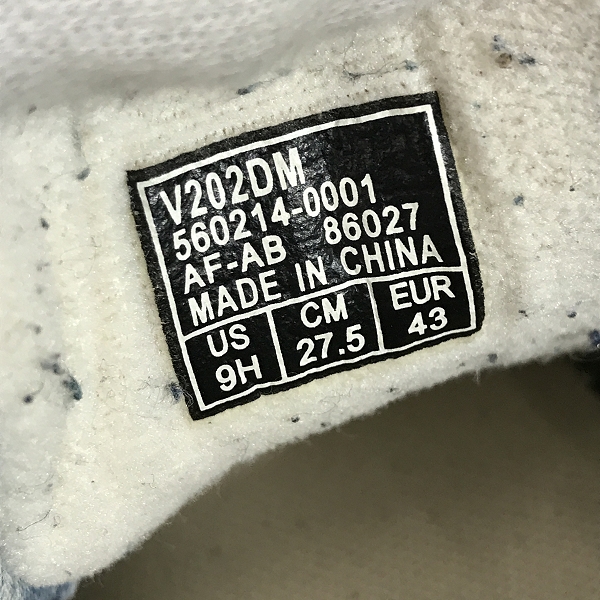 V202DM
560214-0001
AF-AB 86027
MADE IN CHINA
US CM EUR
9H 27.5 43